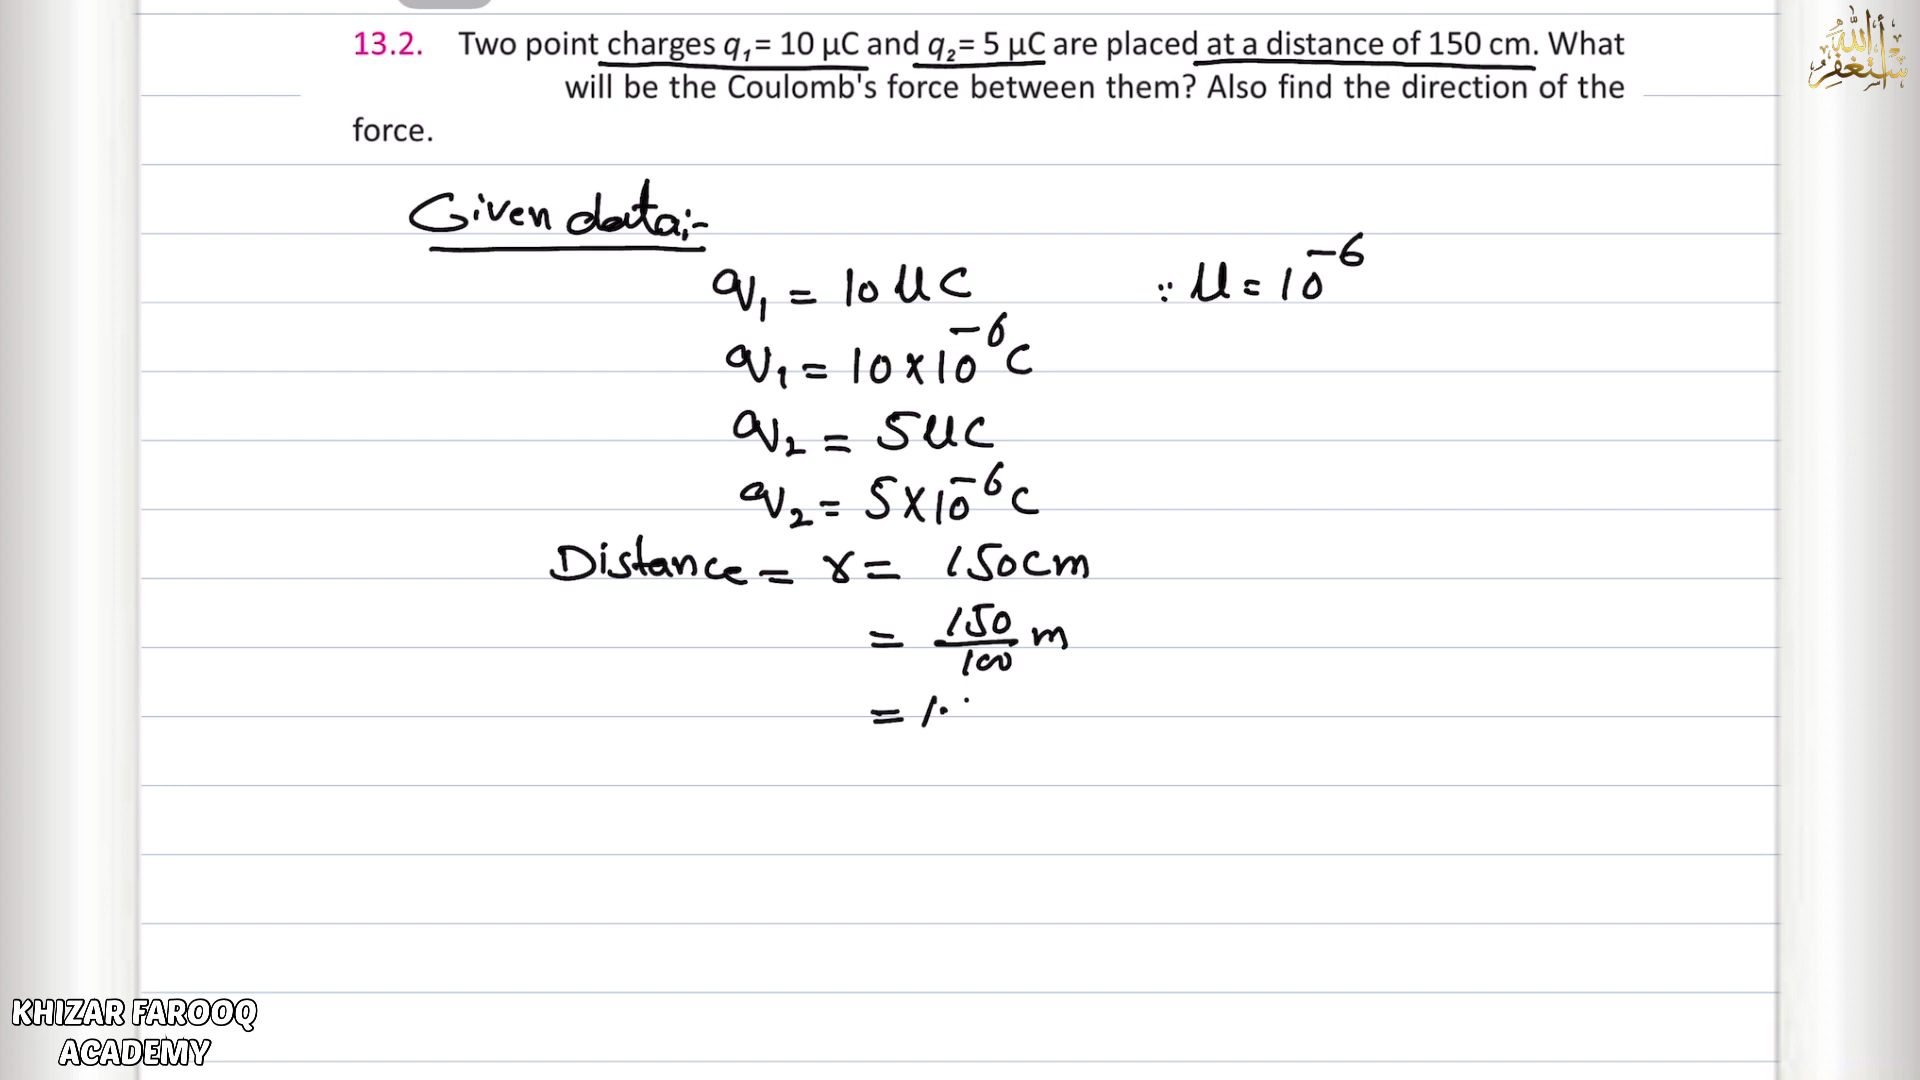 13.2. Two point charges q₁= 10 µC and q₂= 5 µC are placed at a distance of 150 cm. What
will be the Coulomb's force between them? Also find the direction of the
force.
Given data:-
q₁ = 10 µC ∵ µ = 10⁻⁶
q₁ = 10 × 10⁻⁶ C
q₂ = 5 µC
q₂ = 5 × 10⁻⁶ C
Distance = r = 150 cm
= 150/100 m
= 1.
KHIZAR FAROOQ
ACADEMY